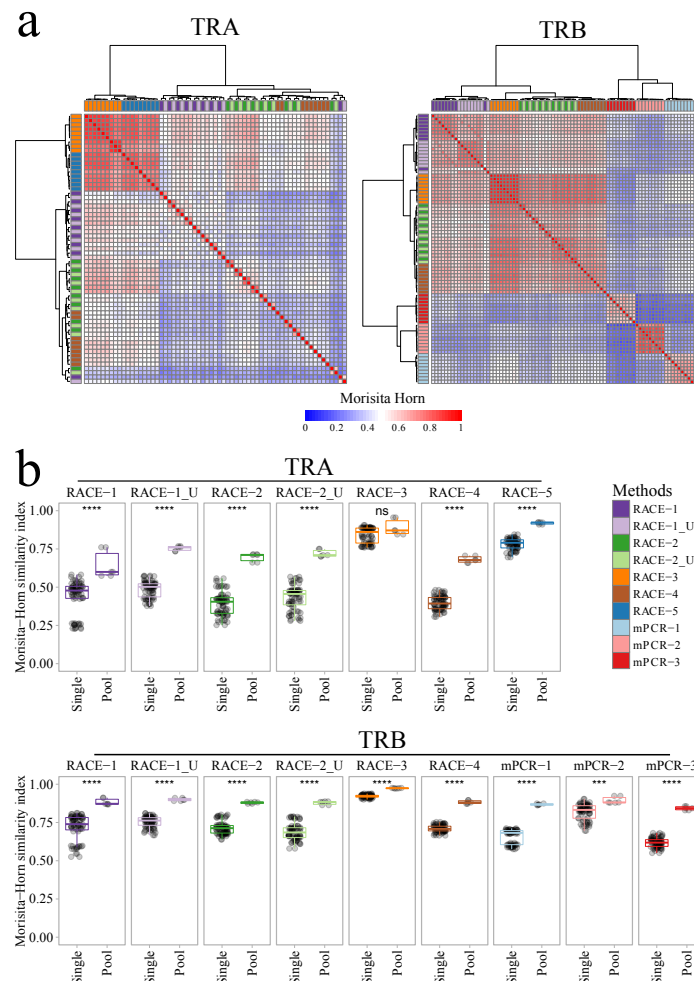 a
TRA
TRB
Morisita Horn
0 0.2 0.4 0.6 0.8 1
b
TRA
RACE−1 RACE−1_U RACE−2 RACE−2_U RACE−3 RACE−4 RACE−5
**** **** **** **** ns **** ****
Morisita−Horn similarity index
1.00
0.75
0.50
0.25
0.00
Single Pool Single Pool Single Pool Single Pool Single Pool Single Pool Single Pool
Methods
RACE−1
RACE−1_U
RACE−2
RACE−2_U
RACE−3
RACE−4
RACE−5
mPCR−1
mPCR−2
mPCR−3
TRB
RACE−1 RACE−1_U RACE−2 RACE−2_U RACE−3 RACE−4 mPCR−1 mPCR−2 mPCR−3
**** **** **** **** **** **** **** *** ****
Morisita−Horn similarity index
1.00
0.75
0.50
0.25
0.00
Single Pool Single Pool Single Pool Single Pool Single Pool Single Pool Single Pool Single Pool Single Pool